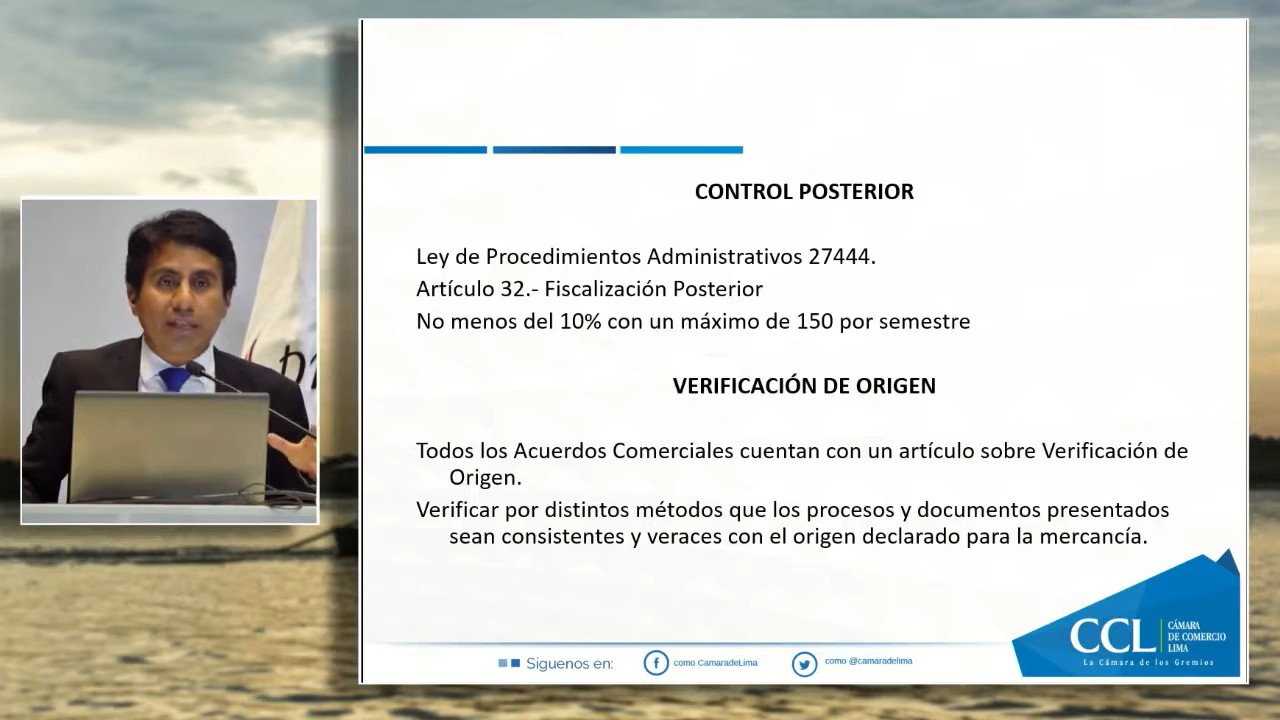 CONTROL POSTERIOR
Ley de Procedimientos Administrativos 27444.
Artículo 32.- Fiscalización Posterior
No menos del 10% con un máximo de 150 por semestre
VERIFICACIÓN DE ORIGEN
Todos los Acuerdos Comerciales cuentan con un artículo sobre Verificación de
Origen.
Verificar por distintos métodos que los procesos y documentos presentados
sean consistentes y veraces con el origen declarado para la mercancía.
CCL
CÁMARA
DE COMERCIO
LIMA
La Cámara de los Gremios
Síguenos en:
como CamaradeLima
como @camaradelima